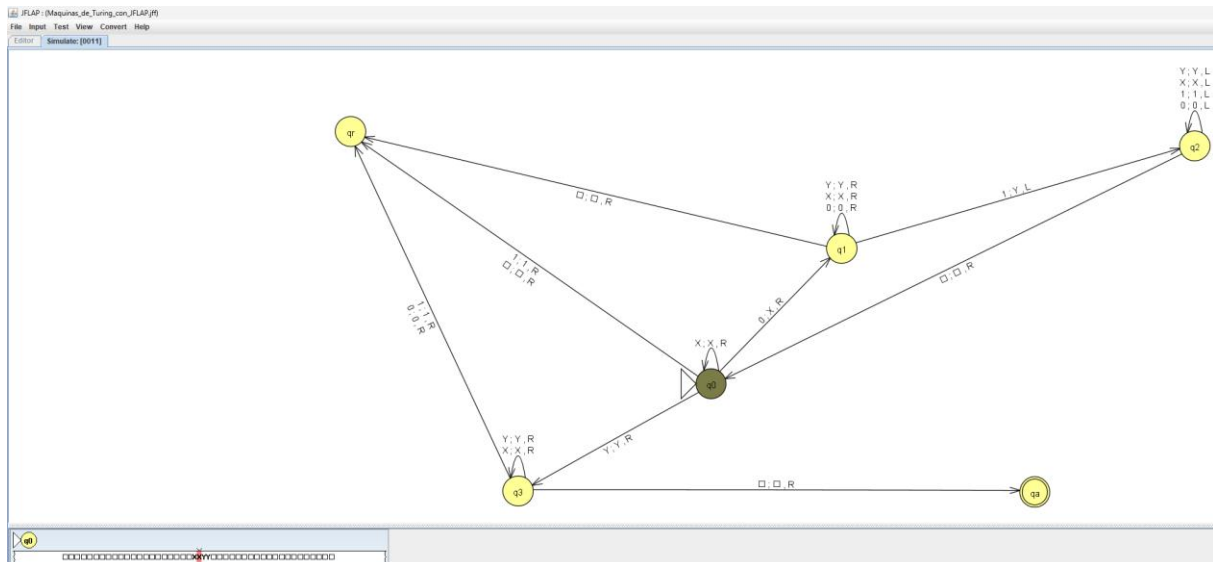 JFLAP : (Maquinas_de_Turing_con_JFLAP.jff)
File Input Test View Convert Help
Editor Simulate: [0011]
Y ; Y , L
X ; X , L
1 ; 1 , L
0 ; 0 , L
qr
q2
Y ; Y , R
X ; X , R
0 ; 0 , R
□ ; □ , R
1 ; Y , L
q1
1 ; 1 , R
□ ; □ , R
□ ; □ , R
1 ; 1 , R
0 ; 0 , R
0 ; X , R
X ; X , R
q0
Y ; Y , R
X ; X , R
Y ; Y , R
□ ; □ , R
q3
qa
q0
□□□□□□□□□□□□□□□□□□□□□XXYY□□□□□□□□□□□□□□□□□□□□